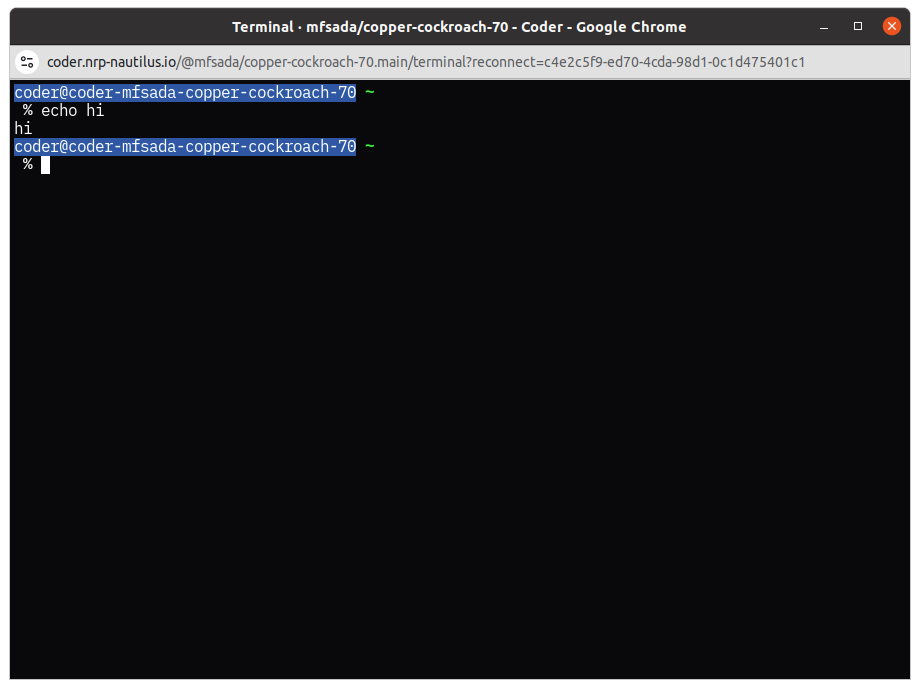 Terminal · mfsada/copper-cockroach-70 - Coder - Google Chrome
coder.nrp-nautilus.io/@mfsada/copper-cockroach-70.main/terminal?reconnect=c4e2c5f9-ed70-4cda-98d1-0c1d475401c1
coder@coder-mfsada-copper-cockroach-70 ~
% echo hi
hi
coder@coder-mfsada-copper-cockroach-70 ~
%